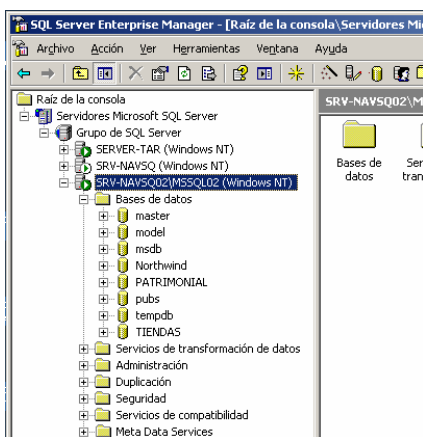 SQL Server Enterprise Manager - [Raíz de la consola\Servidores Mi
Archivo Acción Ver Herramientas Ventana Ayuda
Raíz de la consola
SRV-NAVSQ02\M
Servidores Microsoft SQL Server
Grupo de SQL Server
SERVER-TAR (Windows NT)
SRV-NAVSQ (Windows NT)
SRV-NAVSQ02\MSSQL02 (Windows NT)
Bases de datos
master
model
msdb
Northwind
PATRIMONIAL
pubs
tempdb
TIENDAS
Servicios de transformación de datos
Administración
Duplicación
Seguridad
Servicios de compatibilidad
Meta Data Services
Bases de
datos
Ser
tran